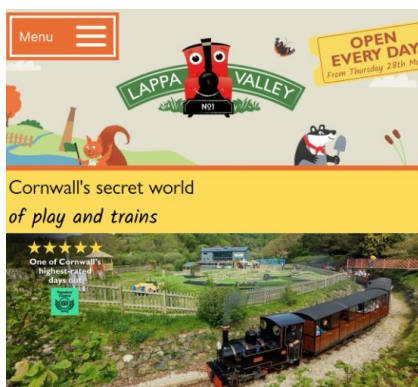 Menu
OPEN
EVERY DAY
From Thursday 28th Ma
LAPPA VALLEY
Nº1
Cornwall's secret world
of play and trains
One of Cornwall's
highest-rated
days out